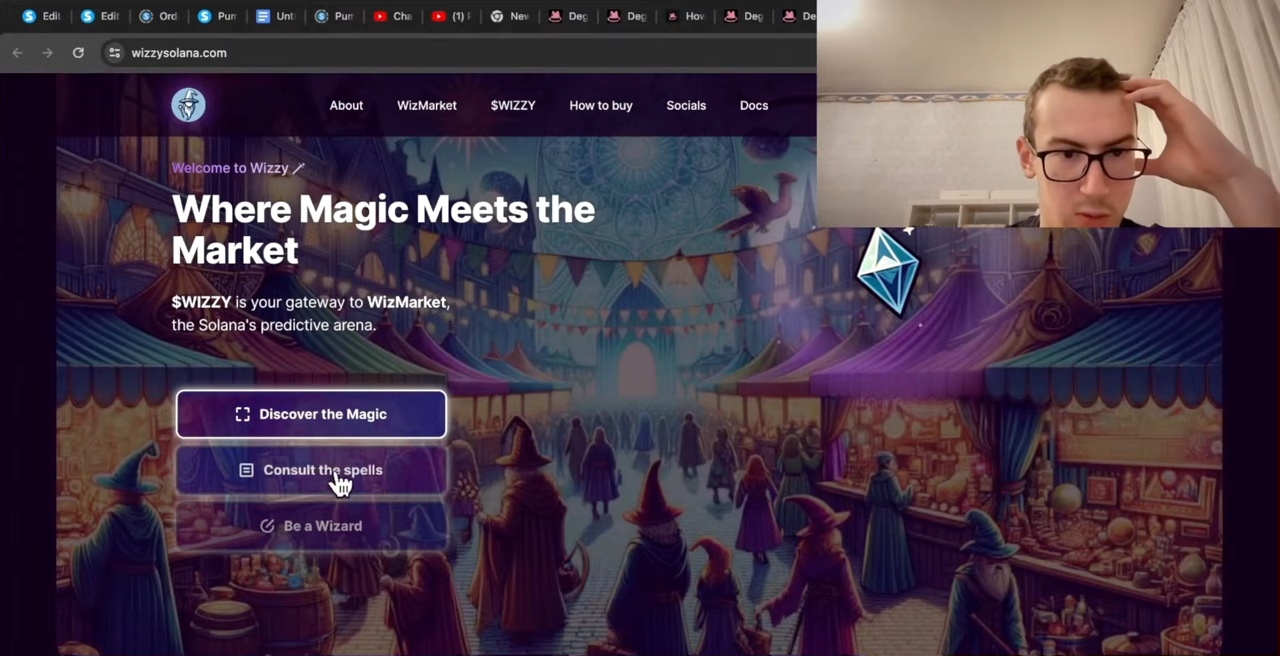 Edit
Edit
Ord
Pum
Unt
Pum
Cha
(1)
New
Deg
Deg
How
Deg
De
wizzysolana.com
About
WizMarket
$WIZZY
How to buy
Socials
Docs
Welcome to Wizzy
Where Magic Meets the
Market
$WIZZY is your gateway to WizMarket,
the Solana's predictive arena.
Discover the Magic
Consult the spells
Be a Wizard